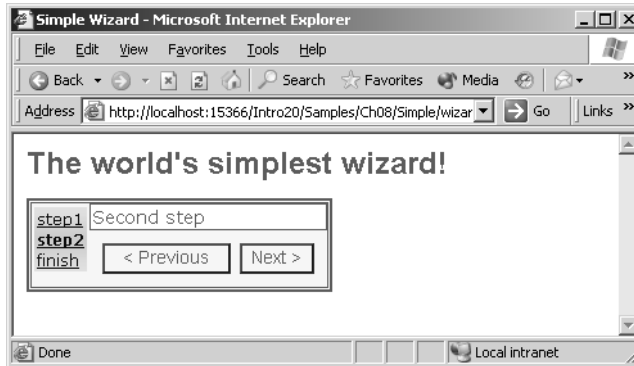 Simple Wizard - Microsoft Internet Explorer
File Edit View Favorites Tools Help
Back Search Favorites Media »
Address http://localhost:15366/Intro20/Samples/Ch08/Simple/wizar Go Links »
The world's simplest wizard!
step1 Second step
step2
finish < Previous Next >
Done Local intranet